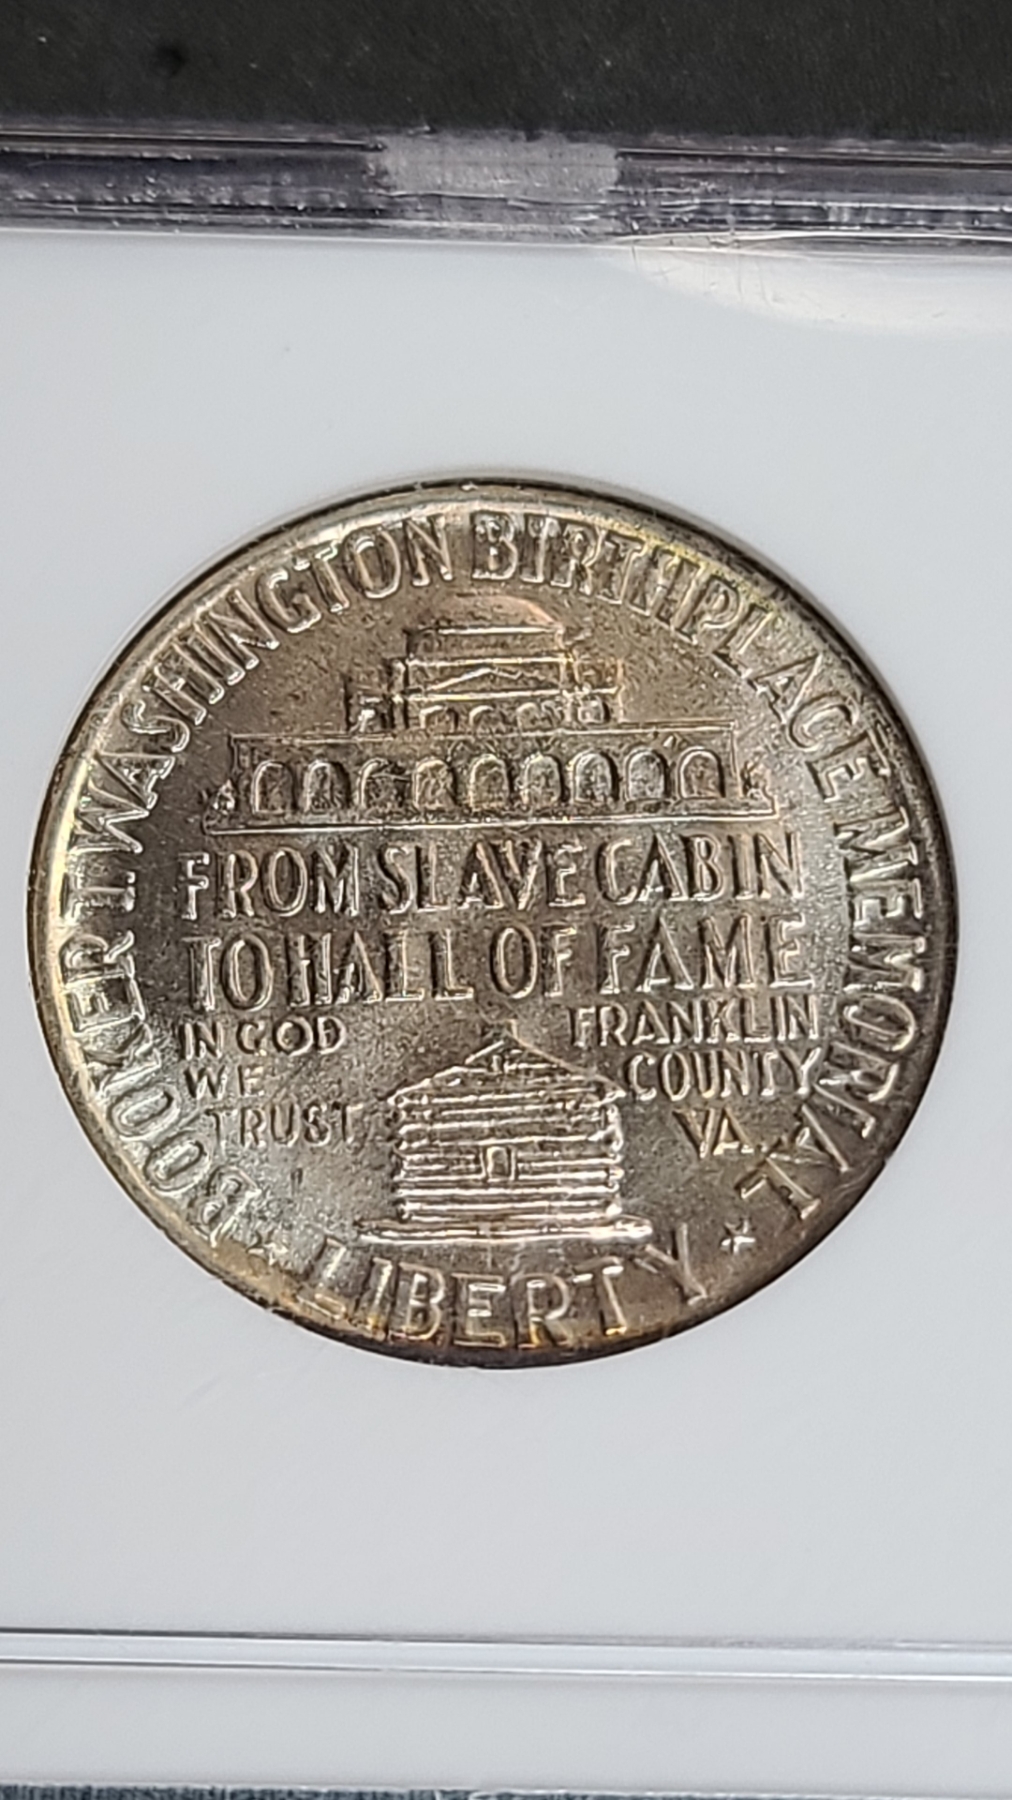 BOOKER T. WASHINGTON BIRTHPLACE MEMORIAL
FROM SLAVE CABIN
TO HALL OF FAME
IN GOD
WE
TRUST
FRANKLIN
COUNTY
VA.
LIBERTY